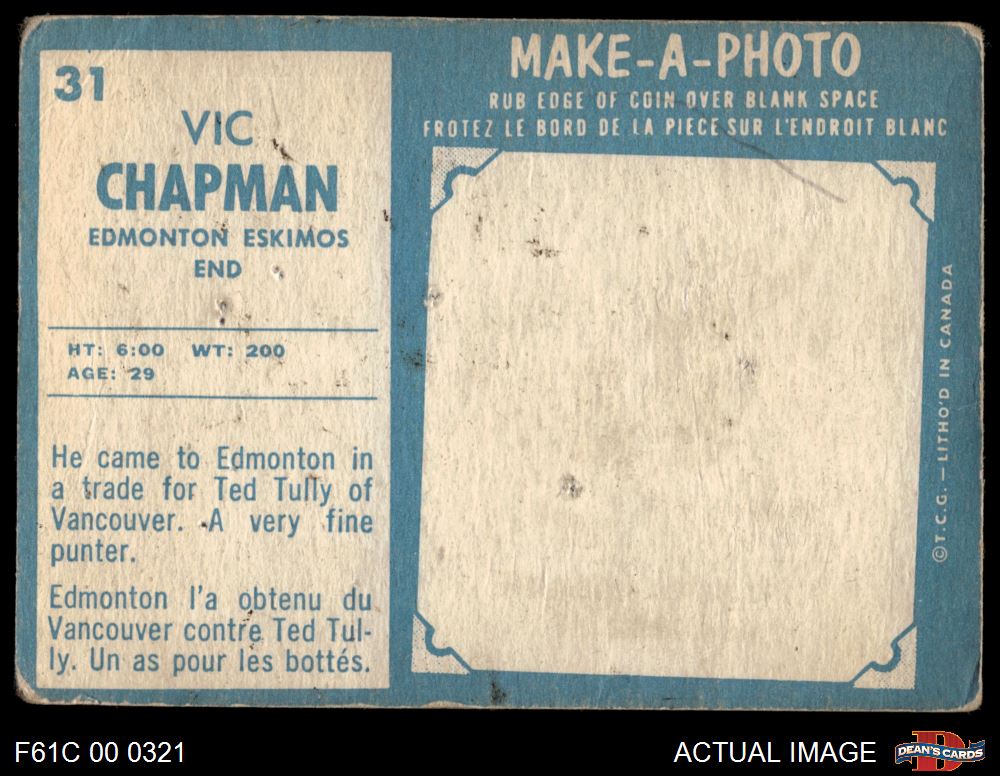 31
VIC
CHAPMAN
EDMONTON ESKIMOS
END
HT: 6:00 WT: 200
AGE: 29
He came to Edmonton in
a trade for Ted Tully of
Vancouver. A very fine
punter.
Edmonton l'a obtenu du
Vancouver contre Ted Tul-
ly. Un as pour les bottés.
MAKE-A-PHOTO
RUB EDGE OF COIN OVER BLANK SPACE
FROTEZ LE BORD DE LA PIECE SUR L'ENDROIT BLANC
©T.C.G. — LITHO'D IN CANADA
F61C 00 0321
ACTUAL IMAGE
DEAN'S CARDS